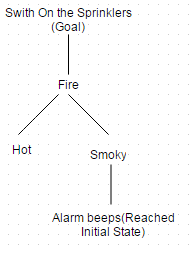 Swith On the Sprinklers
(Goal)
Fire
Hot
Smoky
Alarm beeps(Reached
Initial State)